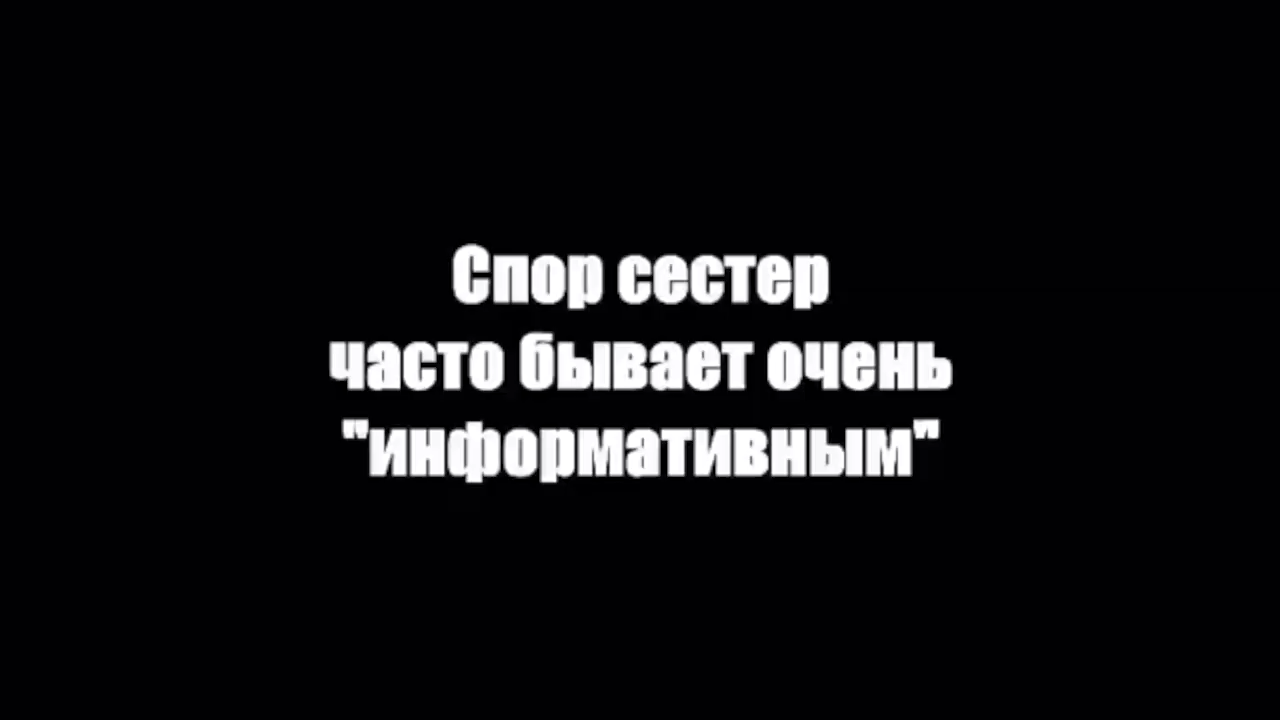 Спор сестер
часто бывает очень
"информативным"